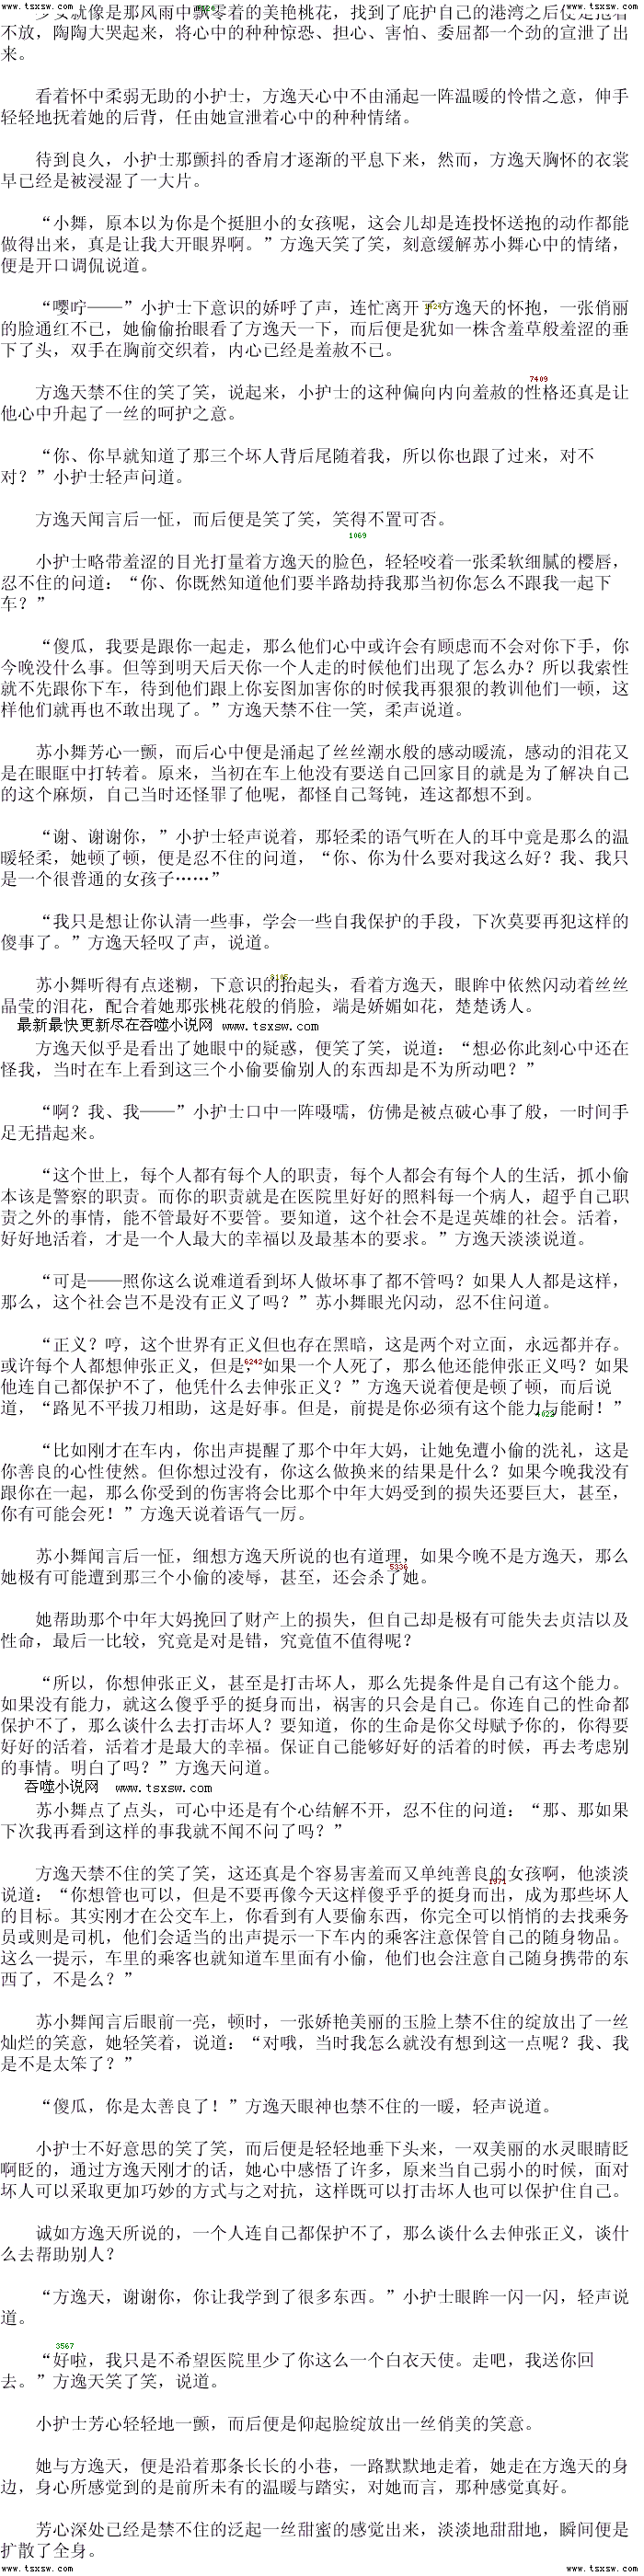 www.tsxsw.com www.tsxsw.com
少女就像是那风雨中飘零着的美艳桃花，找到了庇护自己的港湾之后便是抱着
不放，陶陶大哭起来，将心中的种种惊恐、担心、害怕、委屈都一个劲的宣泄了出
来。
看着怀中柔弱无助的小护士，方逸天心中不由涌起一阵温暖的怜惜之意，伸手
轻轻地抚着她的后背，任由她宣泄着心中的种种情绪。
待到良久，小护士那颤抖的香肩才逐渐的平息下来，然而，方逸天胸怀的衣裳
早已经是被浸湿了一大片。
“小舞，原本以为你是个挺胆小的女孩呢，这会儿却是连投怀送抱的动作都能
做得出来，真是让我大开眼界啊。”方逸天笑了笑，刻意缓解苏小舞心中的情绪，
便是开口调侃说道。
“嘤咛——”小护士下意识的娇呼了声，连忙离开了方逸天的怀抱，一张俏丽
的脸通红不已，她偷偷抬眼看了方逸天一下，而后便是犹如一株含羞草般羞涩的垂
下了头，双手在胸前交织着，内心已经是羞赧不已。
7409
方逸天禁不住的笑了笑，说起来，小护士的这种偏向内向羞赧的性格还真是让
他心中升起了一丝的呵护之意。
“你、你早就知道了那三个坏人背后尾随着我，所以你也跟了过来，对不
对？”小护士轻声问道。
方逸天闻言后一怔，而后便是笑了笑，笑得不置可否。
1069
小护士略带羞涩的目光打量着方逸天的脸色，轻轻咬着一张柔软细腻的樱唇，
忍不住的问道：“你、你既然知道他们要半路劫持我那当初你怎么不跟我一起下
车？”
“傻瓜，我要是跟你一起走，那么他们心中或许会有顾虑而不会对你下手，你
今晚没什么事。但等到明天后天你一个人走的时候他们出现了怎么办？所以我索性
就不先跟你下车，待到他们跟上你妄图加害你的时候我再狠狠的教训他们一顿，这
样他们就再也不敢出现了。”方逸天禁不住一笑，柔声说道。
苏小舞芳心一颤，而后心中便是涌起了丝丝潮水般的感动暖流，感动的泪花又
是在眼眶中打转着。原来，当初在车上他没有要送自己回家目的就是为了解决自己
的这个麻烦，自己当时还怪罪了他呢，都怪自己驽钝，连这都想不到。
“谢、谢谢你，”小护士轻声说着，那轻柔的语气听在人的耳中竟是那么的温
暖轻柔，她顿了顿，便是忍不住的问道，“你、你为什么要对我这么好？我、我只
是一个很普通的女孩子……”
“我只是想让你认清一些事，学会一些自我保护的手段，下次莫要再犯这样的
傻事了。”方逸天轻叹了声，说道。
苏小舞听得有点迷糊，下意识的抬起头，看着方逸天，眼眸中依然闪动着丝丝
晶莹的泪花，配合着她那张桃花般的俏脸，端是娇媚如花，楚楚诱人。
最新最快更新尽在吞噬小说网 www.tsxsw.com
方逸天似乎是看出了她眼中的疑惑，便笑了笑，说道：“想必你此刻心中还在
怪我，当时在车上看到这三个小偷要偷别人的东西却是不为所动吧？”
“啊？我、我——”小护士口中一阵嗫嚅，仿佛是被点破心事了般，一时间手
足无措起来。
“这个世上，每个人都有每个人的职责，每个人都会有每个人的生活，抓小偷
本该是警察的职责。而你的职责就是在医院里好好的照料每一个病人，超乎自己职
责之外的事情，能不管最好不要管。要知道，这个社会不是逞英雄的社会。活着，
好好地活着，才是一个人最大的幸福以及最基本的要求。”方逸天淡淡说道。
“可是——照你这么说难道看到坏人做坏事了都不管吗？如果人人都是这样，
那么，这个社会岂不是没有正义了吗？”苏小舞眼光闪动，忍不住问道。
“正义？哼，这个世界有正义但也存在黑暗，这是两个对立面，永远都并存。
或许每个人都想伸张正义，但是，如果一个人死了，那么他还能伸张正义吗？如果
他连自己都保护不了，他凭什么去伸张正义？”方逸天说着便是顿了顿，而后说
道，“路见不平拔刀相助，这是好事。但是，前提是你必须有这个能力与能耐！”
“比如刚才在车内，你出声提醒了那个中年大妈，让她免遭小偷的洗礼，这是
你善良的心性使然。但你想过没有，你这么做换来的结果是什么？如果今晚我没有
跟你在一起，那么你受到的伤害将会比那个中年大妈受到的损失还要巨大，甚至，
你有可能会死！”方逸天说着语气一厉。
苏小舞闻言后一怔，细想方逸天所说的也有道理，如果今晚不是方逸天，那么
她极有可能遭到那三个小偷的凌辱，甚至，还会杀了她。
她帮助那个中年大妈挽回了财产上的损失，但自己却是极有可能失去贞洁以及
性命，最后一比较，究竟是对是错，究竟值不值得呢？
“所以，你想伸张正义，甚至是打击坏人，那么先提条件是自己有这个能力。
如果没有能力，就这么傻乎乎的挺身而出，祸害的只会是自己。你连自己的性命都
保护不了，那么谈什么去打击坏人？要知道，你的生命是你父母赋予你的，你得要
好好的活着，活着才是最大的幸福。保证自己能够好好的活着的时候，再去考虑别
的事情。明白了吗？”方逸天问道。
吞噬小说网 www.tsxsw.com
苏小舞点了点头，可心中还是有个心结解不开，忍不住的问道：“那、那如果
下次我再看到这样的事我就不闻不问了吗？”
方逸天禁不住的笑了笑，这还真是个容易害羞而又单纯善良的女孩啊，他淡淡
说道：“你想管也可以，但是不要再像今天这样傻乎乎的挺身而出，成为那些坏人
的目标。其实刚才在公交车上，你看到有人要偷东西，你完全可以悄悄的去找乘务
员或则是司机，他们会适当的出声提示一下车内的乘客注意保管自己的随身物品。
这么一提示，车里的乘客也就知道车里面有小偷，他们也会注意自己随身携带的东
西了，不是么？”
苏小舞闻言后眼前一亮，顿时，一张娇艳美丽的玉脸上禁不住的绽放出了一丝
灿烂的笑意，她轻笑着，说道：“对哦，当时我怎么就没有想到这一点呢？我、我
是不是太笨了？”
“傻瓜，你是太善良了！”方逸天眼神也禁不住的一暖，轻声说道。
小护士不好意思的笑了笑，而后便是轻轻地垂下头来，一双美丽的水灵眼睛眨
啊眨的，通过方逸天刚才的话，她心中感悟了许多，原来当自己弱小的时候，面对
坏人可以采取更加巧妙的方式与之对抗，这样既可以打击坏人也可以保护住自己。
诚如方逸天所说的，一个人连自己都保护不了，那么谈什么去伸张正义，谈什
么去帮助别人？
“方逸天，谢谢你，你让我学到了很多东西。”小护士眼眸一闪一闪，轻声说
道。
3567
“好啦，我只是不希望医院里少了你这么一个白衣天使。走吧，我送你回
去。”方逸天笑了笑，说道。
小护士芳心轻轻地一颤，而后便是仰起脸绽放出一丝俏美的笑意。
她与方逸天，便是沿着那条长长的小巷，一路默默地走着，她走在方逸天的身
边，身心所感觉到的是前所未有的温暖与踏实，对她而言，那种感觉真好。
芳心深处已经是禁不住的泛起一丝甜蜜的感觉出来，淡淡地甜甜地，瞬间便是
扩散了全身。
www.tsxsw.com www.tsxsw.com